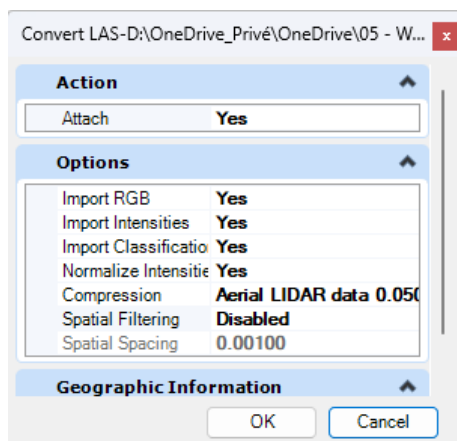 Convert LAS-D:\OneDrive_Privé\OneDrive\05 - W... x
Action
Attach Yes
Options
Import RGB Yes
Import Intensities Yes
Import Classificatio Yes
Normalize Intensitie Yes
Compression Aerial LIDAR data 0.050
Spatial Filtering Disabled
Spatial Spacing 0.00100
Geographic Information
OK Cancel